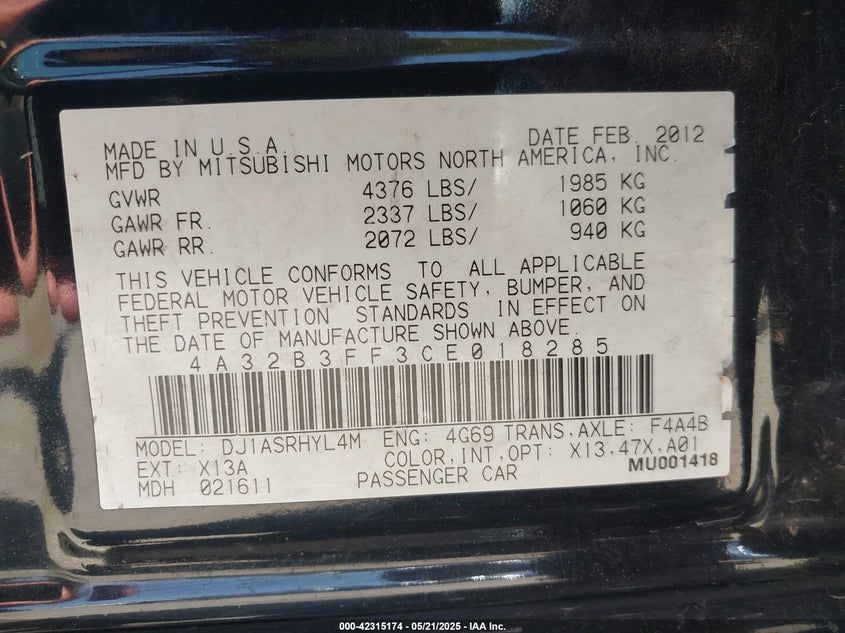 MADE IN U.S.A. DATE FEB. 2012
MFD BY MITSUBISHI MOTORS NORTH AMERICA, INC.
GVWR 4376 LBS/ 1985 KG
GAWR FR. 2337 LBS/ 1060 KG
GAWR RR. 2072 LBS/ 940 KG
THIS VEHICLE CONFORMS TO ALL APPLICABLE
FEDERAL MOTOR VEHICLE SAFETY, BUMPER, AND
THEFT PREVENTION STANDARDS IN EFFECT ON
THE DATE OF MANUFACTURE SHOWN ABOVE.
4A32B3FF3CE018285
MODEL: DJ1ASRHYL4M ENG: 4G69 TRANS,AXLE: F4A4B
EXT: X13A COLOR,INT,OPT: X13,47X,A01
MDH 021611 PASSENGER CAR MU001418
000-42315174 - 05/21/2025 - IAA Inc.